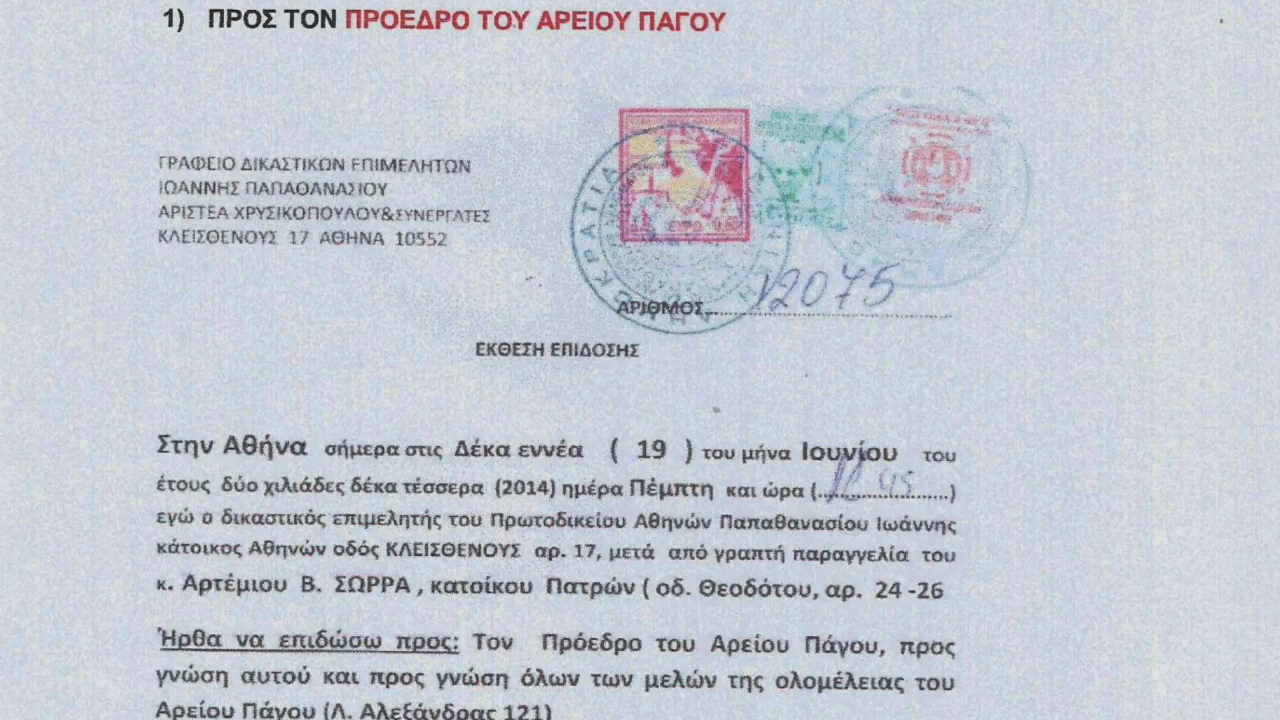 1) ΠΡΟΣ ΤΟΝ ΠΡΟΕΔΡΟ ΤΟΥ ΑΡΕΙΟΥ ΠΑΓΟΥ
ΓΡΑΦΕΙΟ ΔΙΚΑΣΤΙΚΩΝ ΕΠΙΜΕΛΗΤΩΝ
ΙΩΑΝΝΗΣ ΠΑΠΑΘΑΝΑΣΙΟΥ
ΑΡΙΣΤΕΑ ΧΡΥΣΙΚΟΠΟΥΛΟΥ&ΣΥΝΕΡΓΑΤΕΣ
ΚΛΕΙΣΘΕΝΟΥΣ 17 ΑΘΗΝΑ 10552
ΑΡΙΘΜΟΣ... 12075
ΕΚΘΕΣΗ ΕΠΙΔΟΣΗΣ
Στην Αθήνα σήμερα στις Δέκα εννέα ( 19 ) του μήνα Ιουνίου του
έτους δύο χιλιάδες δέκα τέσσερα (2014) ημέρα Πέμπτη και ώρα (... 45 ...)
εγώ ο δικαστικός επιμελητής του Πρωτοδικείου Αθηνών Παπαθανασίου Ιωάννης
κάτοικος Αθηνών οδός ΚΛΕΙΣΘΕΝΟΥΣ αρ. 17, μετά από γραπτή παραγγελία του
κ. Αρτέμιου Β. ΣΩΡΡΑ , κατοίκου Πατρών ( οδ. Θεοδότου, αρ. 24 -26
Ήρθα να επιδώσω προς: Τον Πρόεδρο του Αρείου Πάγου, προς
γνώση αυτού και προς γνώση όλων των μελών της ολομέλειας του
Αρείου Πάγου (Λ. Αλεξάνδρας 121)